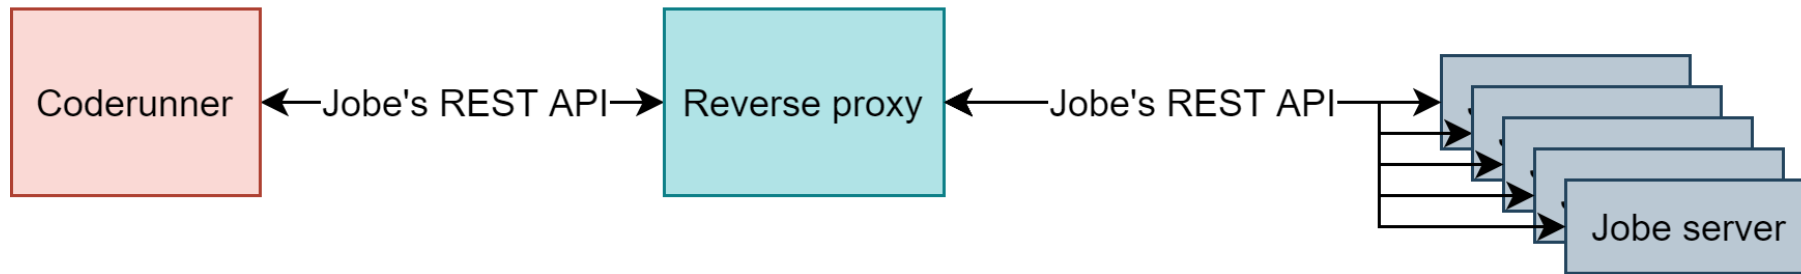 Coderunner
Jobe's REST API
Reverse proxy
Jobe's REST API
Jobe server